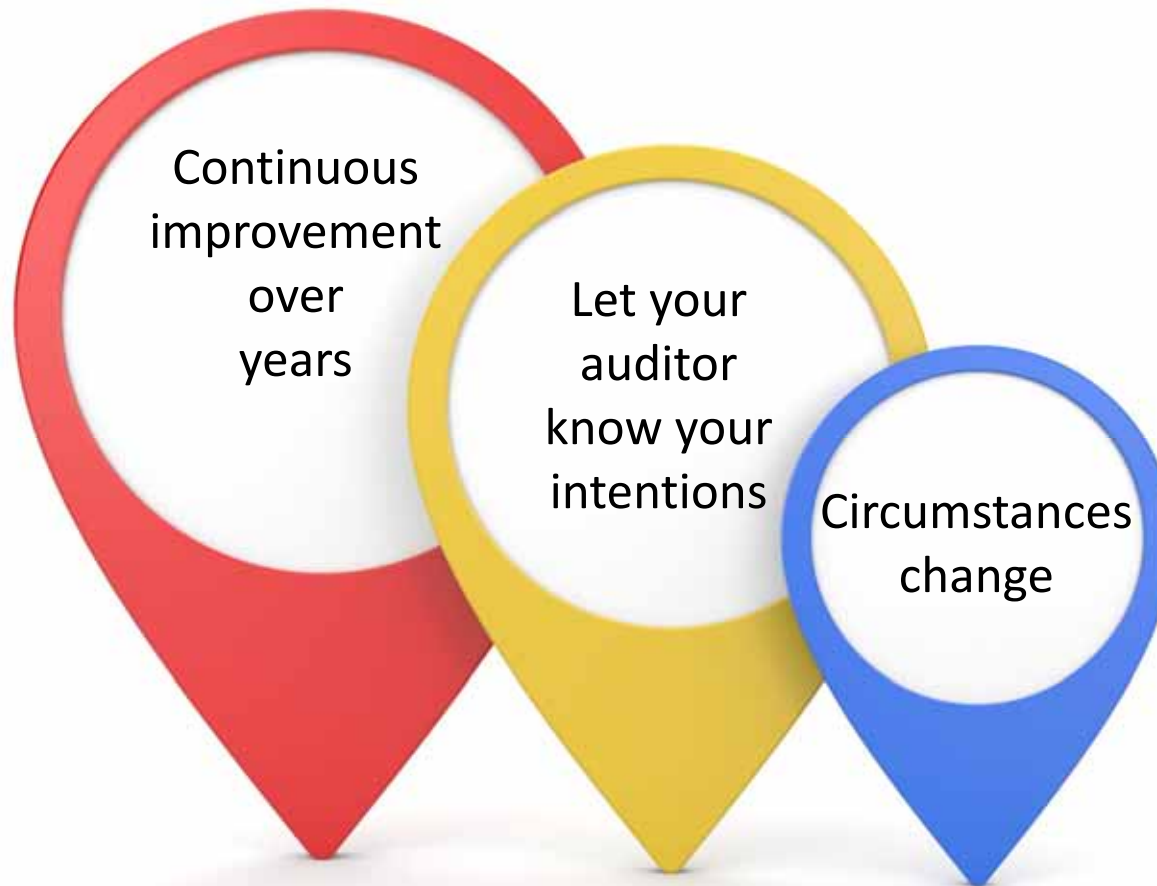 Continuous
improvement
over
years
Let your
auditor
know your
intentions
Circumstances
change